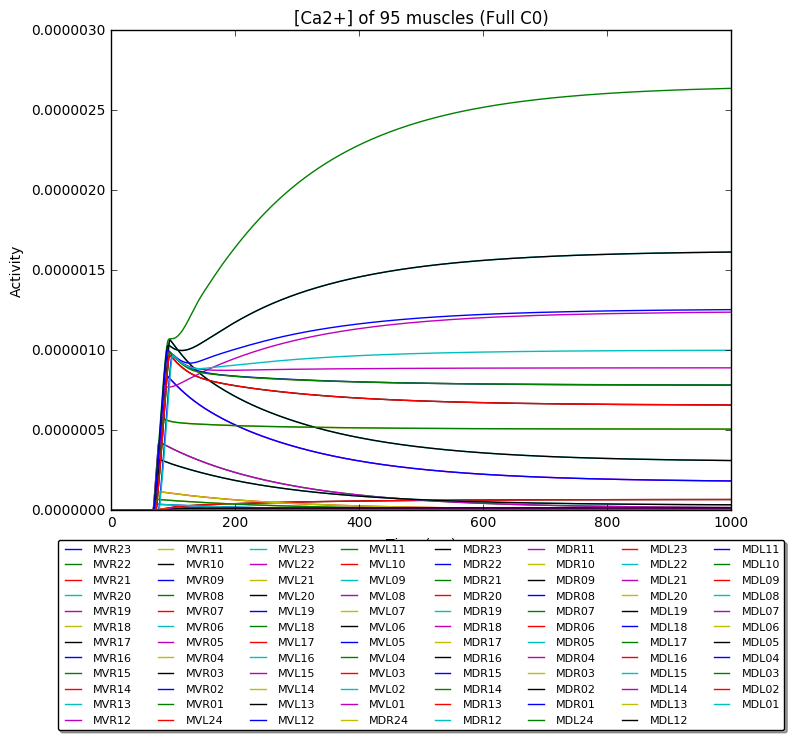 [Ca2+] of 95 muscles (Full C0)
0.0000030
0.0000025
0.0000020
0.0000015
0.0000010
0.0000005
0.0000000
Activity
0 200 400 600 800 1000
MVR23 MVR11 MVL23 MVL11 MDR23 MDR11 MDL23 MDL11
MVR22 MVR10 MVL22 MVL10 MDR22 MDR10 MDL22 MDL10
MVR21 MVR09 MVL21 MVL09 MDR21 MDR09 MDL21 MDL09
MVR20 MVR08 MVL20 MVL08 MDR20 MDR08 MDL20 MDL08
MVR19 MVR07 MVL19 MVL07 MDR19 MDR07 MDL19 MDL07
MVR18 MVR06 MVL18 MVL06 MDR18 MDR06 MDL18 MDL06
MVR17 MVR05 MVL17 MVL05 MDR17 MDR05 MDL17 MDL05
MVR16 MVR04 MVL16 MVL04 MDR16 MDR04 MDL16 MDL04
MVR15 MVR03 MVL15 MVL03 MDR15 MDR03 MDL15 MDL03
MVR14 MVR02 MVL14 MVL02 MDR14 MDR02 MDL14 MDL02
MVR13 MVR01 MVL13 MVL01 MDR13 MDR01 MDL13 MDL01
MVR12 MVL24 MVL12 MDR24 MDR12 MDL24 MDL12